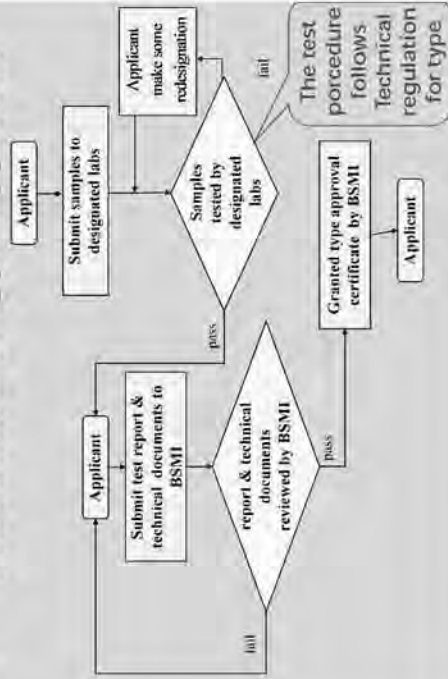 Applicant
Submit samples to
designated labs
Applicant
make some
redesignation
Samples
tested by
designated
labs
fail
The test
porcedure
follows
Technical
regulation
for type
pass
Applicant
Submit test report &
technical documents to
BSMI
report & technical
documents
reviewed by BSMI
fail
pass
Granted type approval
certificate by BSMI
Applicant